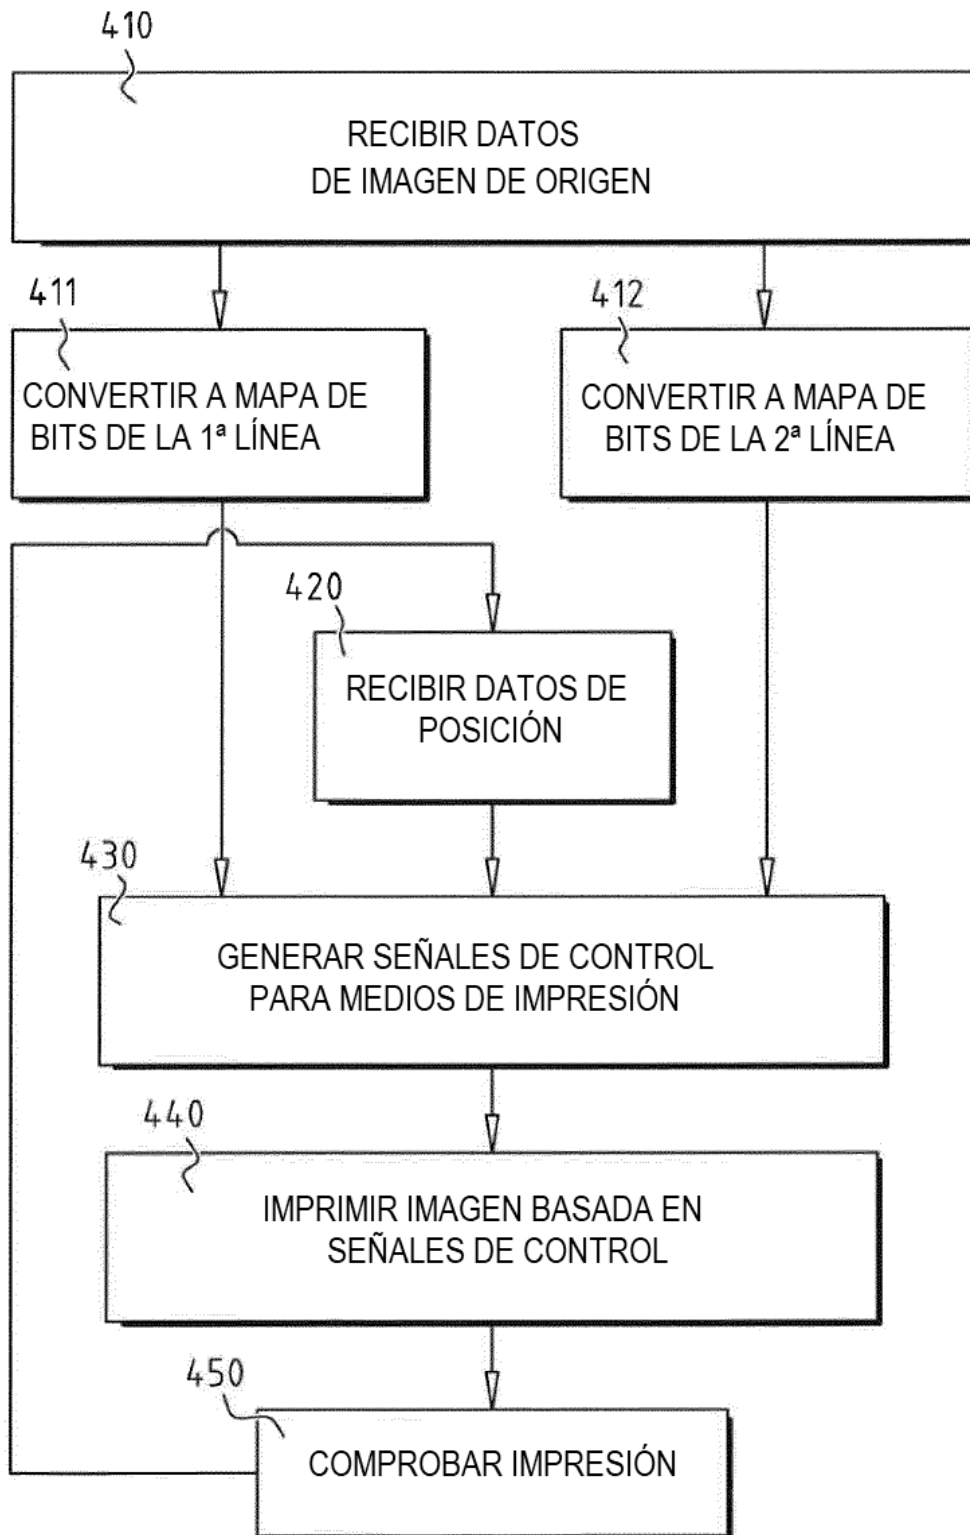 410
RECIBIR DATOS
DE IMAGEN DE ORIGEN
411
412
CONVERTIR A MAPA DE
BITS DE LA 1ª LÍNEA
CONVERTIR A MAPA DE
BITS DE LA 2ª LÍNEA
420
RECIBIR DATOS DE
POSICIÓN
430
GENERAR SEÑALES DE CONTROL
PARA MEDIOS DE IMPRESIÓN
440
IMPRIMIR IMAGEN BASADA EN
SEÑALES DE CONTROL
450
COMPROBAR IMPRESIÓN